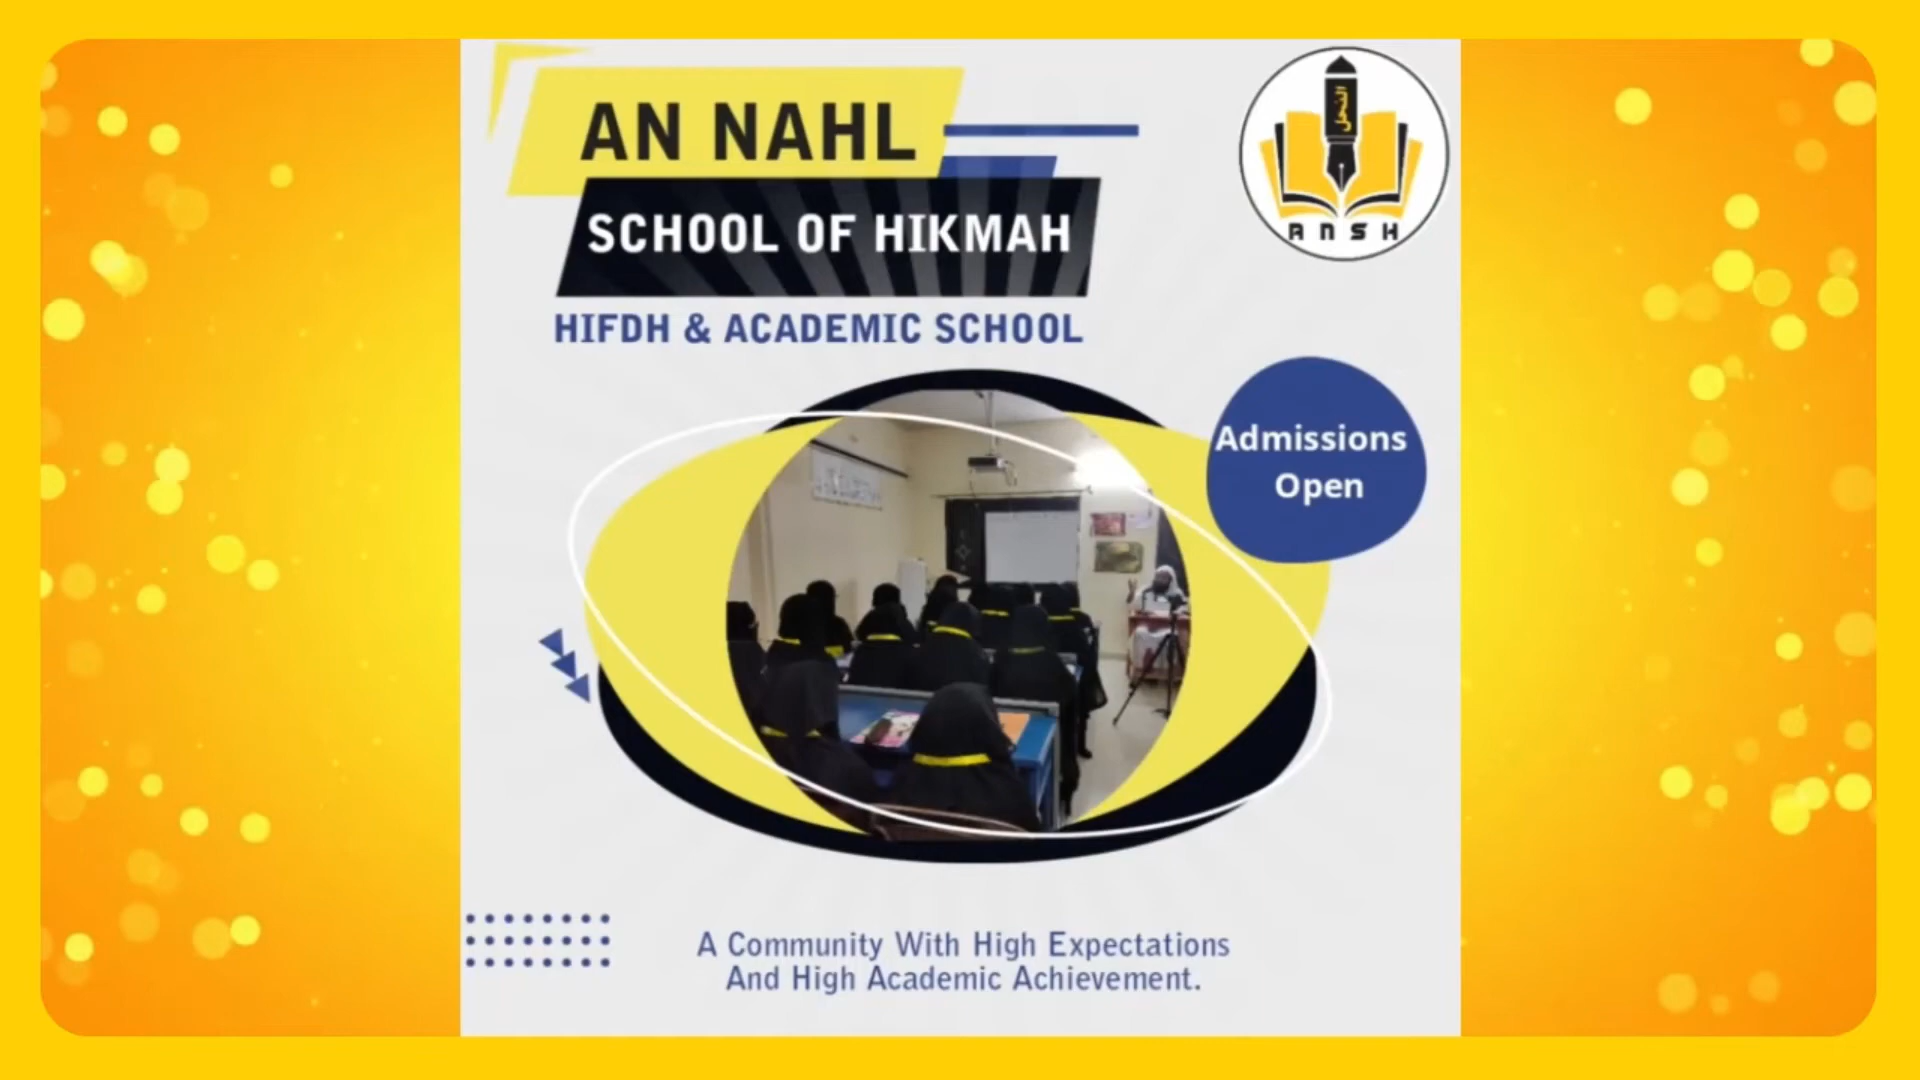 AN NAHL
SCHOOL OF HIKMAH
HIFDH & ACADEMIC SCHOOL
النحل
ANSH
Admissions
Open
A Community With High Expectations
And High Academic Achievement.